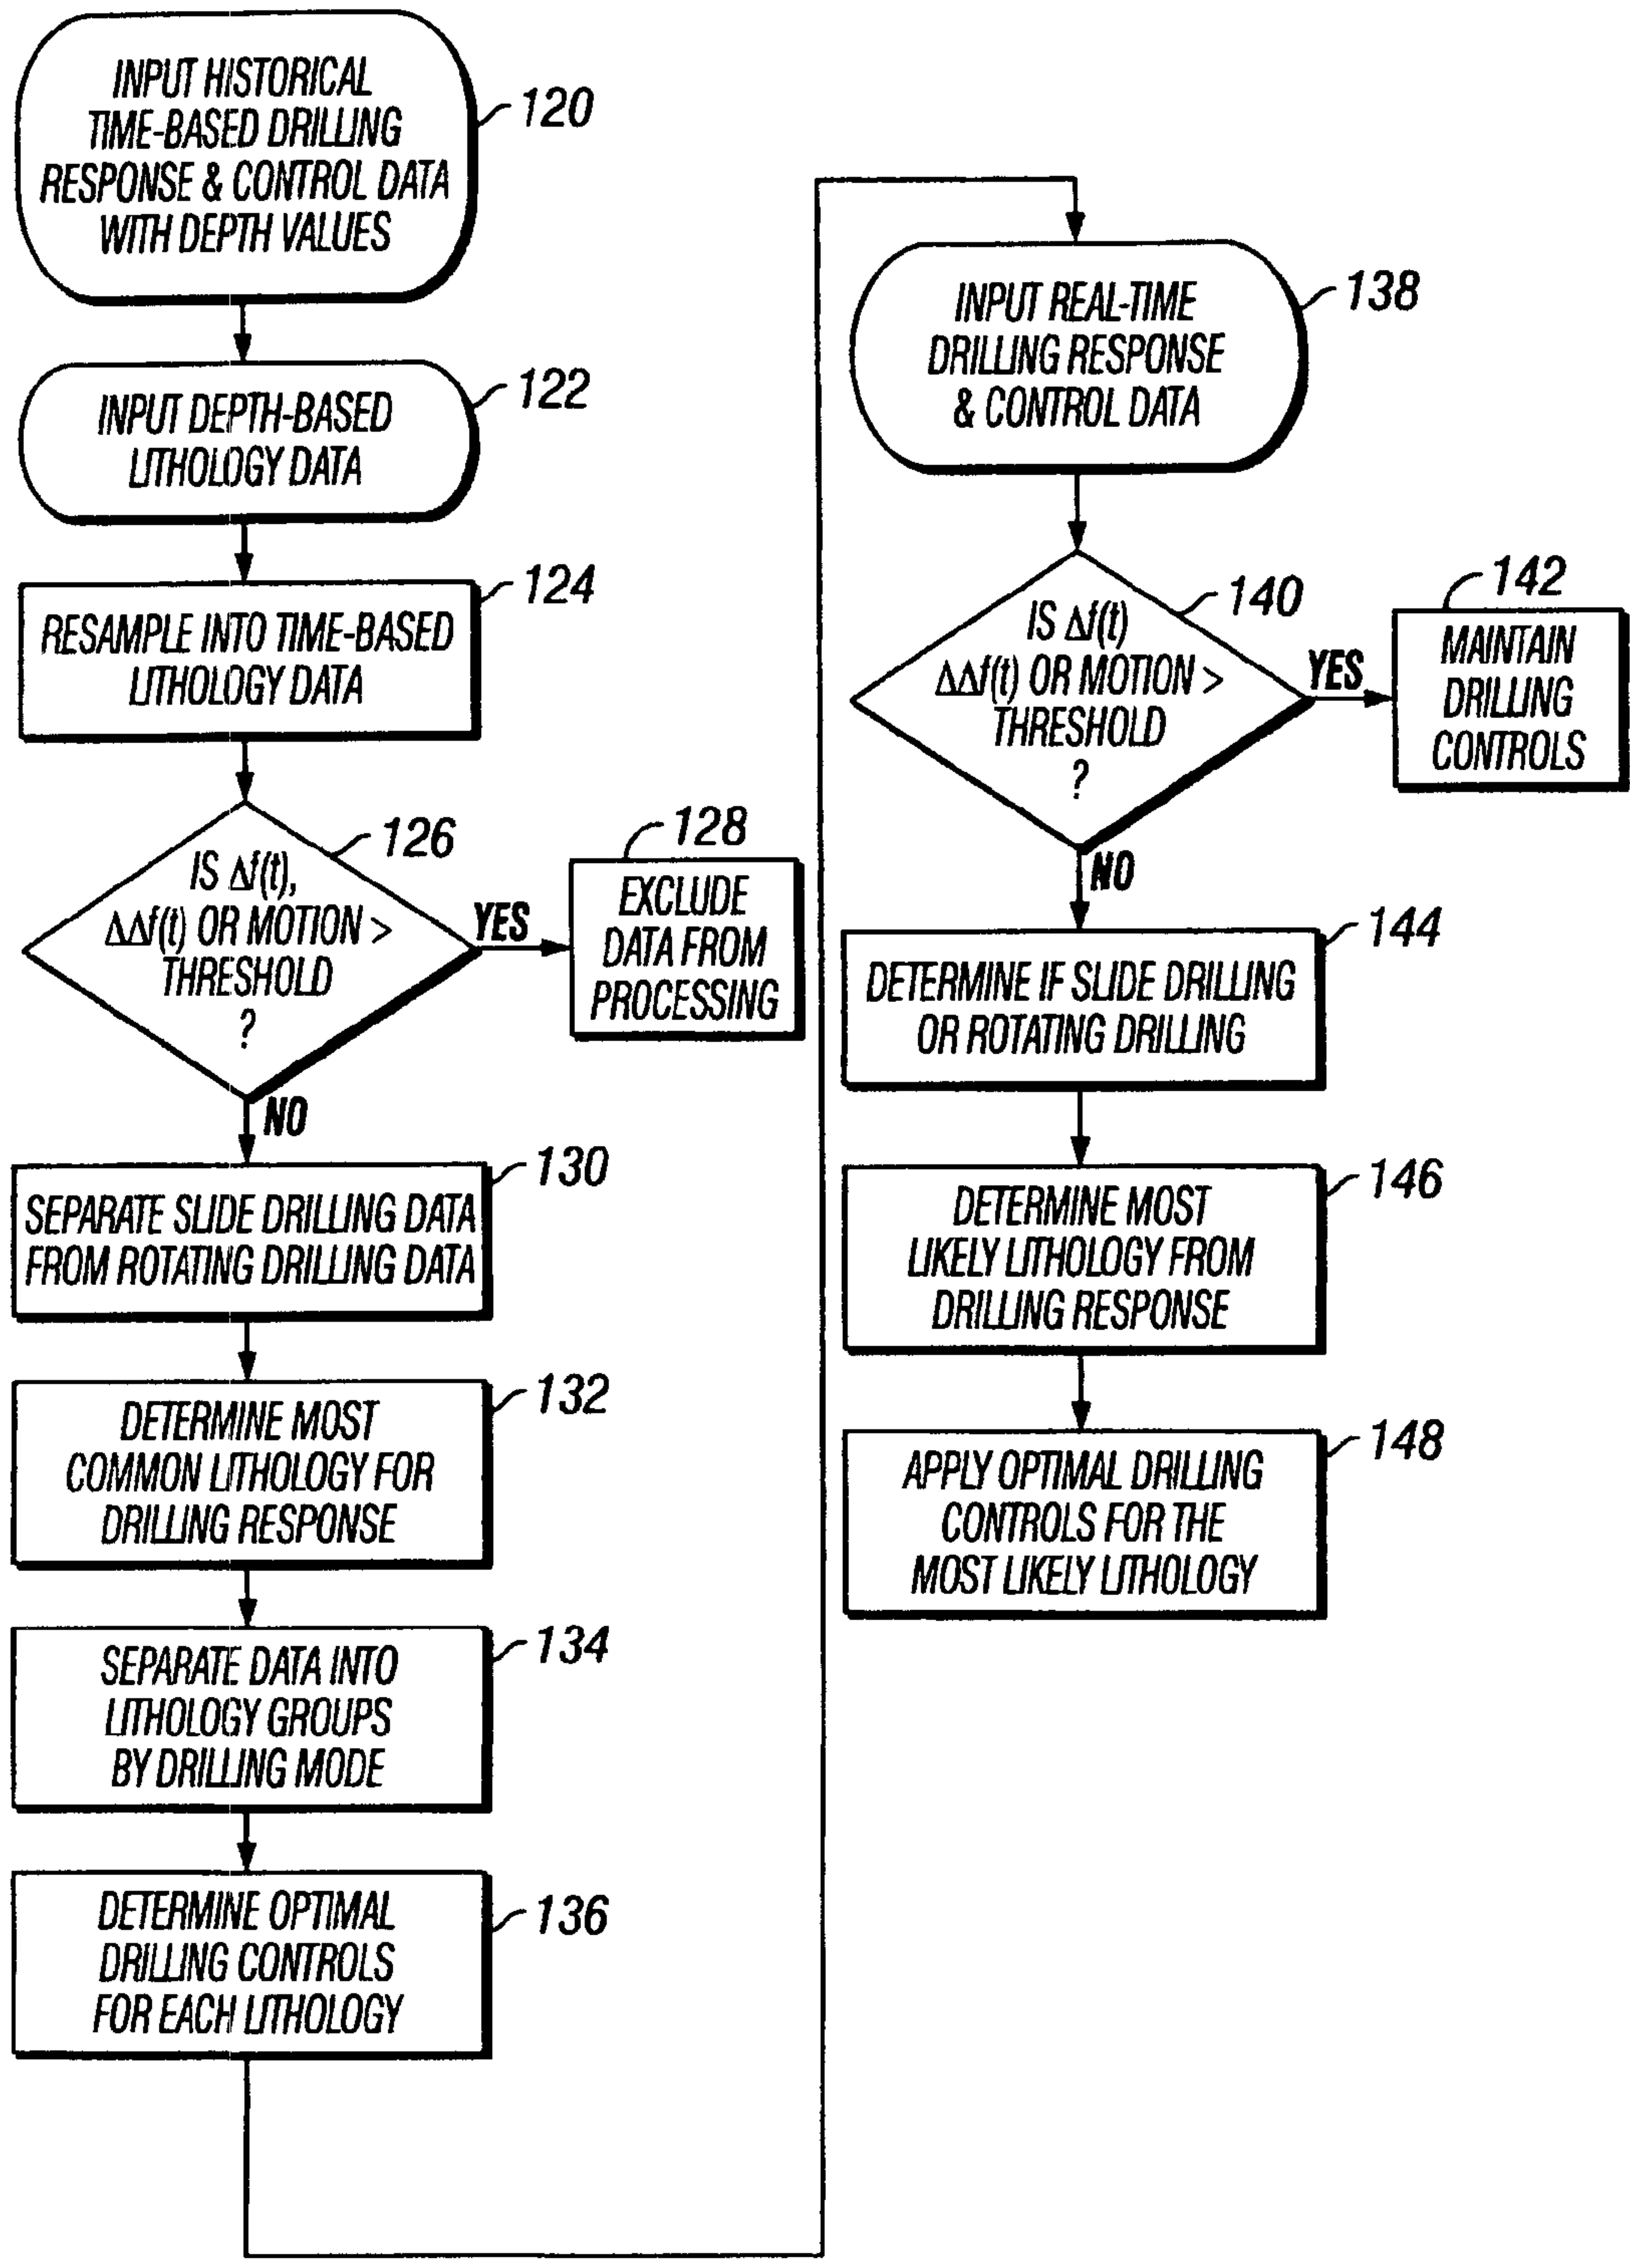 INPUT HISTORICAL
TIME-BASED DRILLING
RESPONSE & CONTROL DATA
WITH DEPTH VALUES
120
INPUT DEPTH-BASED
LITHOLOGY DATA
122
RESAMPLE INTO TIME-BASED
LITHOLOGY DATA
124
IS Δf(t),
ΔΔf(t) OR MOTION >
THRESHOLD
?
126
YES
128
EXCLUDE
DATA FROM
PROCESSING
NO
SEPARATE SLIDE DRILLING DATA
FROM ROTATING DRILLING DATA
130
DETERMINE MOST
COMMON LITHOLOGY FOR
DRILLING RESPONSE
132
SEPARATE DATA INTO
LITHOLOGY GROUPS
BY DRILLING MODE
134
DETERMINE OPTIMAL
DRILLING CONTROLS
FOR EACH LITHOLOGY
136
INPUT REAL-TIME
DRILLING RESPONSE
& CONTROL DATA
138
IS Δf(t)
ΔΔf(t) OR MOTION >
THRESHOLD
?
140
YES
142
MAINTAIN
DRILLING
CONTROLS
NO
DETERMINE IF SLIDE DRILLING
OR ROTATING DRILLING
144
DETERMINE MOST
LIKELY LITHOLOGY FROM
DRILLING RESPONSE
146
APPLY OPTIMAL DRILLING
CONTROLS FOR THE
MOST LIKELY LITHOLOGY
148